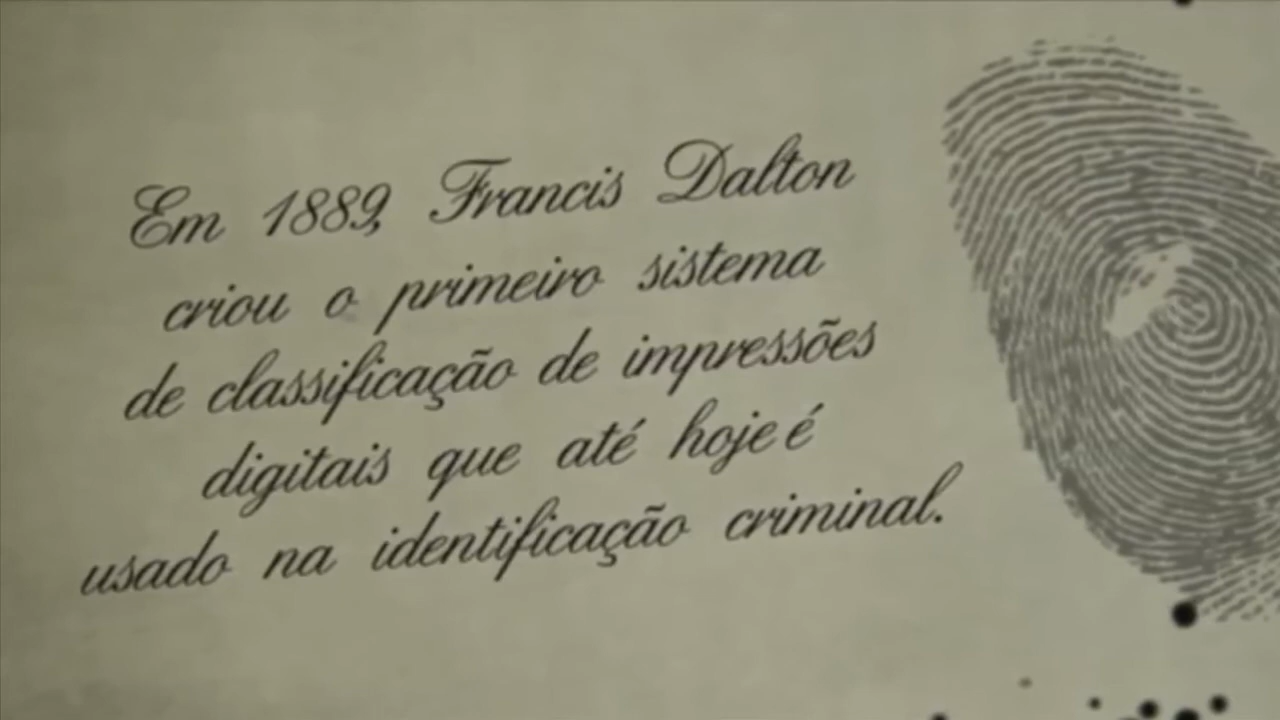 Em 1889, Francis Dalton
criou o primeiro sistema
de classificação de impressões
digitais que até hoje é
usado na identificação criminal.